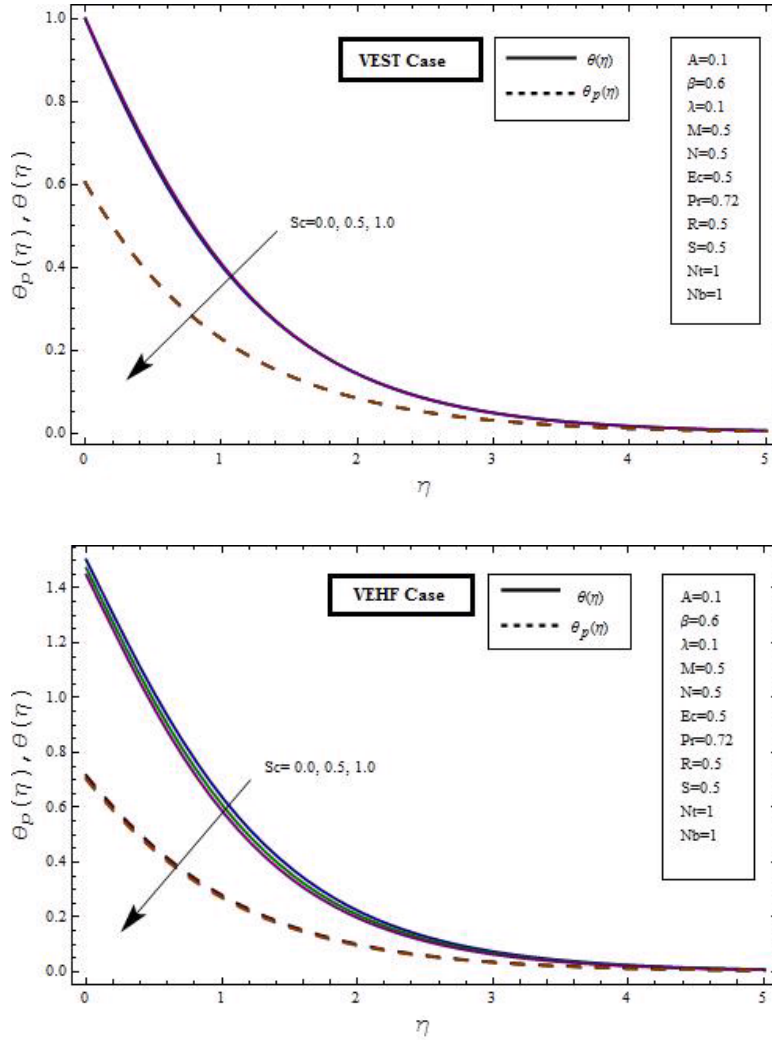 VEST Case
θ(η)
θp(η)
A=0.1
β=0.6
λ=0.1
M=0.5
N=0.5
Ec=0.5
Pr=0.72
R=0.5
S=0.5
Nt=1
Nb=1
Sc=0.0, 0.5, 1.0
θp(η), θ(η)
1.0
0.8
0.6
0.4
0.2
0.0
0 1 2 3 4 5
η
VEHF Case
θ(η)
θp(η)
A=0.1
β=0.6
λ=0.1
M=0.5
N=0.5
Ec=0.5
Pr=0.72
R=0.5
S=0.5
Nt=1
Nb=1
Sc= 0.0, 0.5, 1.0
θp(η), θ(η)
1.4
1.2
1.0
0.8
0.6
0.4
0.2
0.0
0 1 2 3 4 5
η